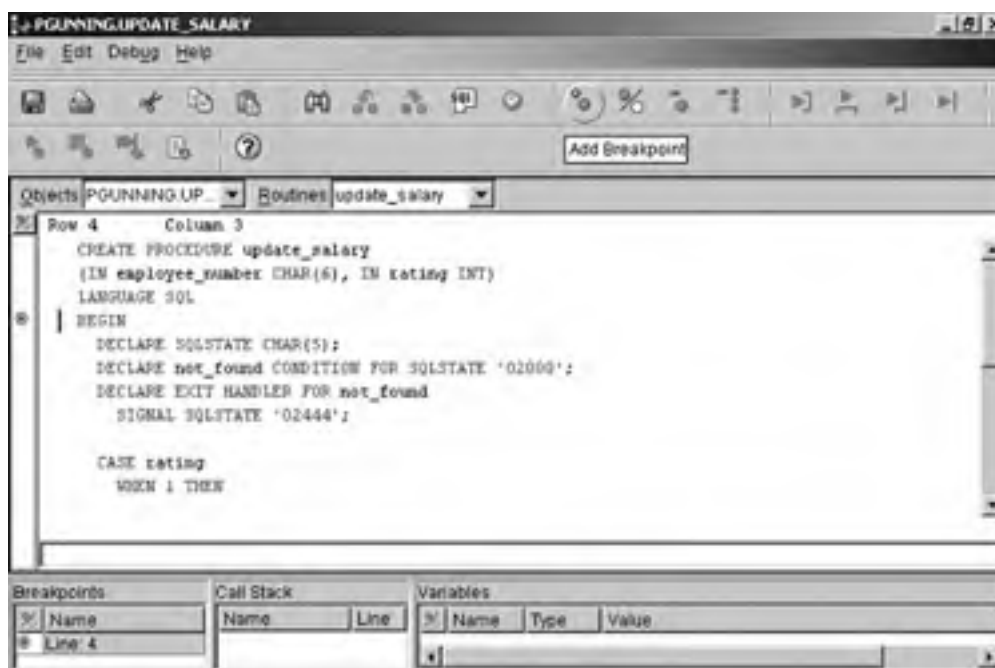 PGUNNING.UPDATE_SALARY
File Edit Debug Help
Add Breakpoint
Objects PGUNNING.UP... Routines update_salary
Row 4 Column 3
CREATE PROCEDURE update_salary
(IN employee_number CHAR(6), IN rating INT)
LANGUAGE SQL
BEGIN
DECLARE SQLSTATE CHAR(5);
DECLARE not_found CONDITION FOR SQLSTATE '02000';
DECLARE EXIT HANDLER FOR not_found
SIGNAL SQLSTATE '02444';
CASE rating
WHEN 1 THEN
Breakpoints Call Stack Variables
Name Name Line Name Type Value
Line: 4